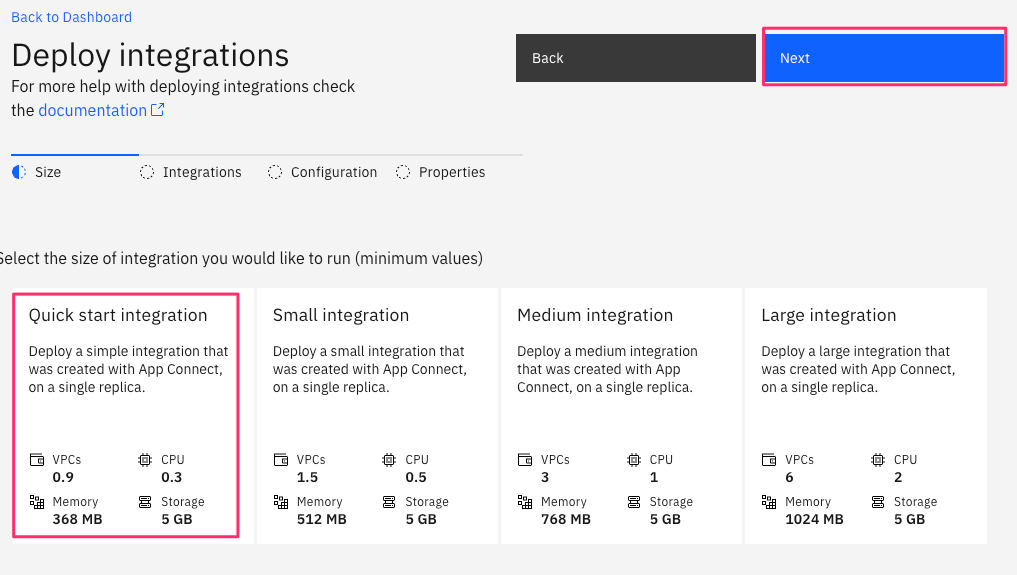 Back to Dashboard
Deploy integrations
For more help with deploying integrations check
the documentation
Back
Next
Size
Integrations
Configuration
Properties
Select the size of integration you would like to run (minimum values)
Quick start integration
Deploy a simple integration that
was created with App Connect,
on a single replica.
VPCs
0.9
CPU
0.3
Memory
368 MB
Storage
5 GB
Small integration
Deploy a small integration that
was created with App Connect,
on a single replica.
VPCs
1.5
CPU
0.5
Memory
512 MB
Storage
5 GB
Medium integration
Deploy a medium integration
that was created with App
Connect, on a single replica.
VPCs
3
CPU
1
Memory
768 MB
Storage
5 GB
Large integration
Deploy a large integration that
was created with App Connect,
on a single replica.
VPCs
6
CPU
2
Memory
1024 MB
Storage
5 GB